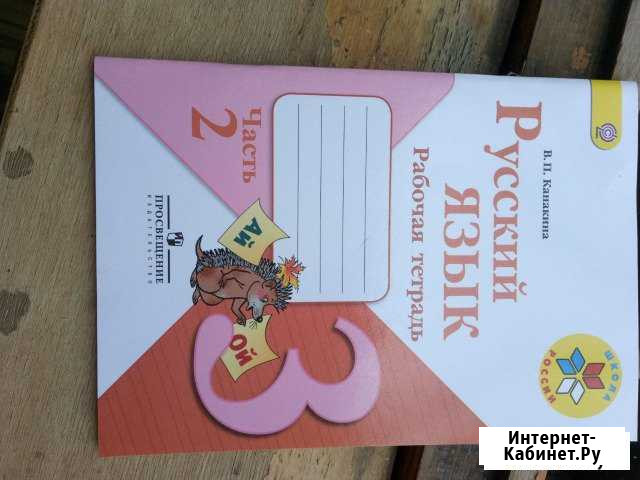 В. П. Канакина
Русский
язык
Рабочая тетрадь
Часть
2
ШКОЛА
РОССИИ
Ай
Ой
3
ПРОСВЕЩЕНИЕ
ИЗДАТЕЛЬСТВО
Интернет-
Кабинет.Ру